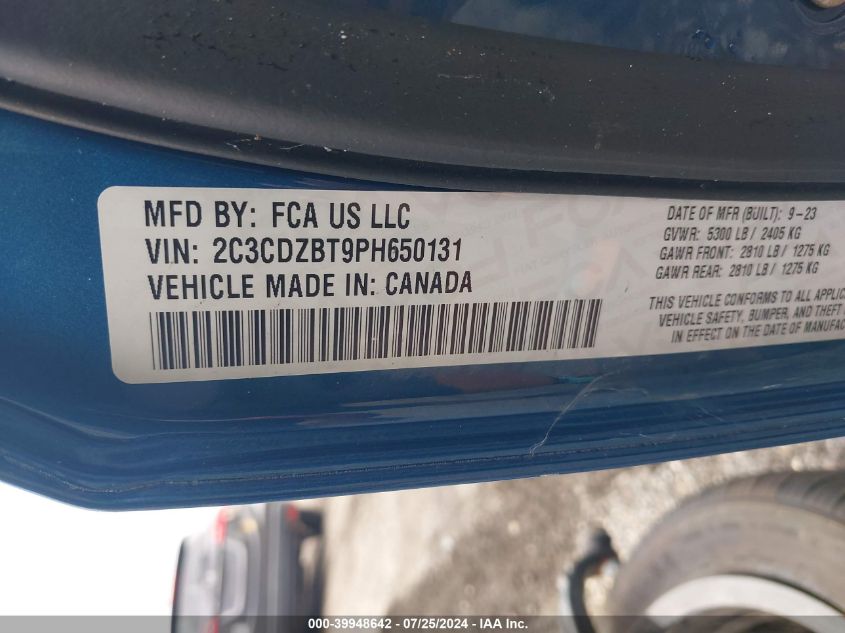 MFD BY: FCA US LLC
VIN: 2C3CDZBT9PH650131
VEHICLE MADE IN: CANADA
DATE OF MFR (BUILT): 9-23
GVWR: 5300 LB / 2405 KG
GAWR FRONT: 2810 LB / 1275 KG
GAWR REAR: 2810 LB / 1275 KG
THIS VEHICLE CONFORMS TO ALL APPLIC
VEHICLE SAFETY, BUMPER, AND THEFT
IN EFFECT ON THE DATE OF MANUFAC
000-39948642 - 07/25/2024 - IAA Inc.